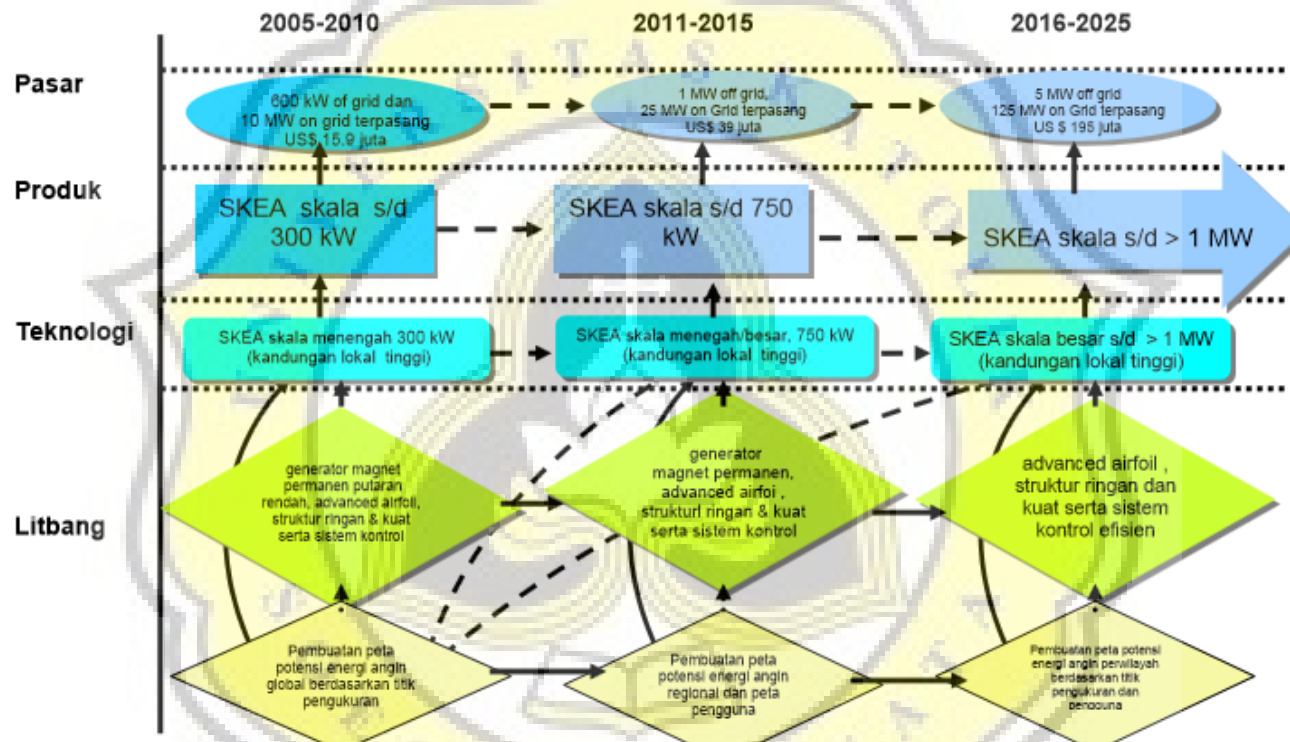 2005-2010
2011-2015
2016-2025
Pasar
600 kW of grid dan
10 MW on grid terpasang
US$ 15.9 juta
1 MW off grid,
25 MW on Grid terpasang
US$ 39 juta
5 MW off grid
125 MW on Grid terpasang
US $ 195 juta
Produk
SKEA skala s/d
300 kW
SKEA skala s/d 750
kW
SKEA skala s/d > 1 MW
Teknologi
SKEA skala menengah 300 kW
(kandungan lokal tinggi)
SKEA skala menegah/besar, 750 kW
(kandungan lokal tinggi)
SKEA skala besar s/d > 1 MW
(kandungan lokal tinggi)
Litbang
generator magnet
permanen putaran
rendah, advanced airfoil,
struktur ringan & kuat
serta sistem kontrol
generator
magnet permanen,
advanced airfoi ,
strukturl ringan & kuat
serta sistem kontrol
advanced airfoil ,
struktur ringan dan
kuat serta sistem
kontrol efisien
Pembuatan peta
potensi energi angin
global berdasarkan titik
pengukuran
Pembuatan peta
potensi energi angin
regional dan peta
pengguna
Pembuatan peta potensi
energi angin perwilayah
berdasarkan titik
pengukuran dan
pengguna